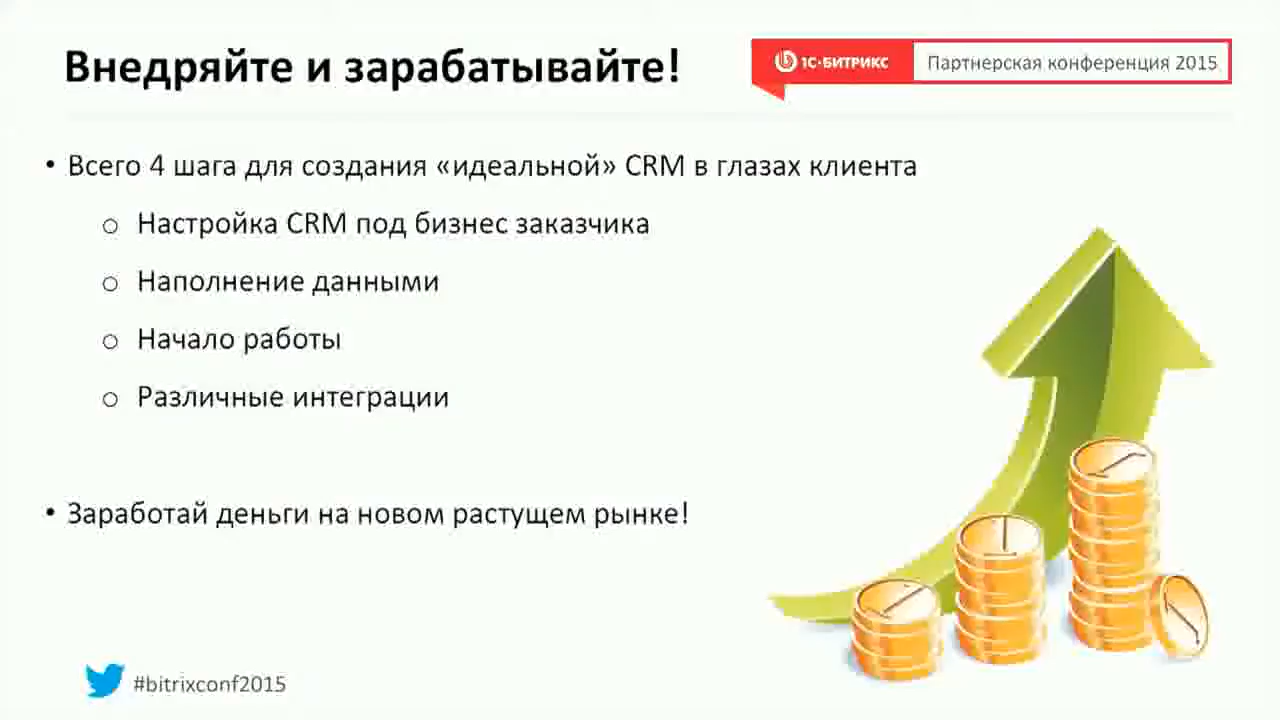 Внедряйте и зарабатывайте!
1С-БИТРИКС
Партнерская конференция 2015
• Всего 4 шага для создания «идеальной» CRM в глазах клиента
o Настройка CRM под бизнес заказчика
o Наполнение данными
o Начало работы
o Различные интеграции
• Заработай деньги на новом растущем рынке!
#bitrixconf2015